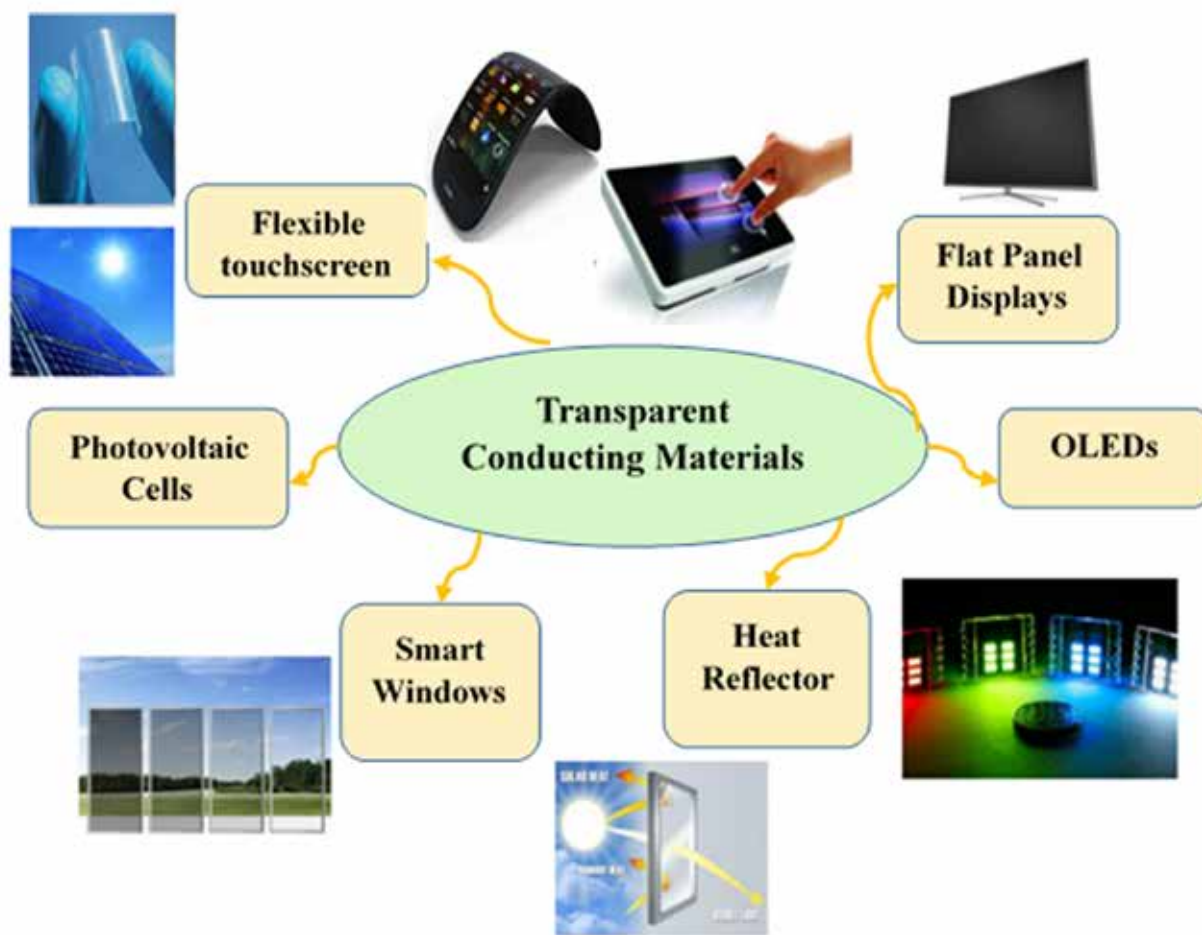 Flexible
touchscreen
Flat Panel
Displays
Transparent
Conducting Materials
Photovoltaic
Cells
OLEDs
Smart
Windows
Heat
Reflector
SOLAR HEAT